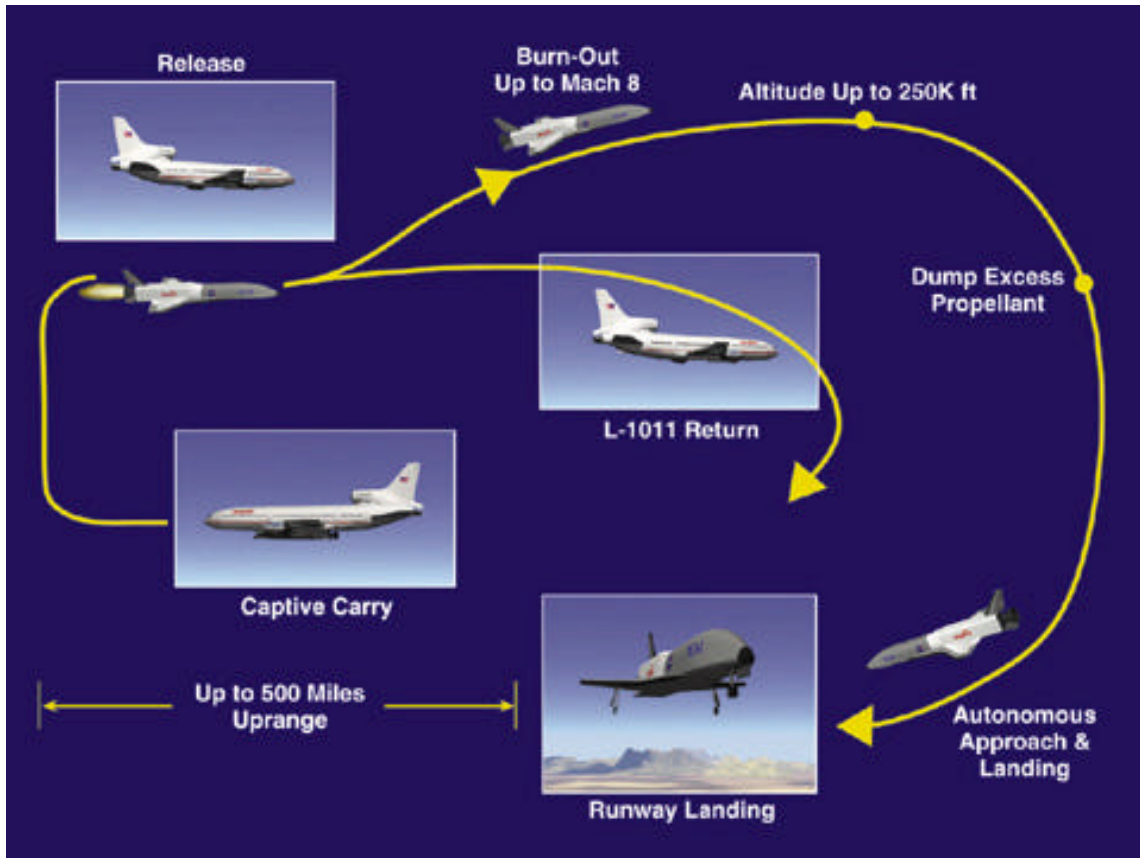 Release
Burn-Out
Up to Mach 8
Altitude Up to 250K ft
Dump Excess
Propellant
L-1011 Return
Captive Carry
Up to 500 Miles
Uprange
Autonomous
Approach &
Landing
Runway Landing